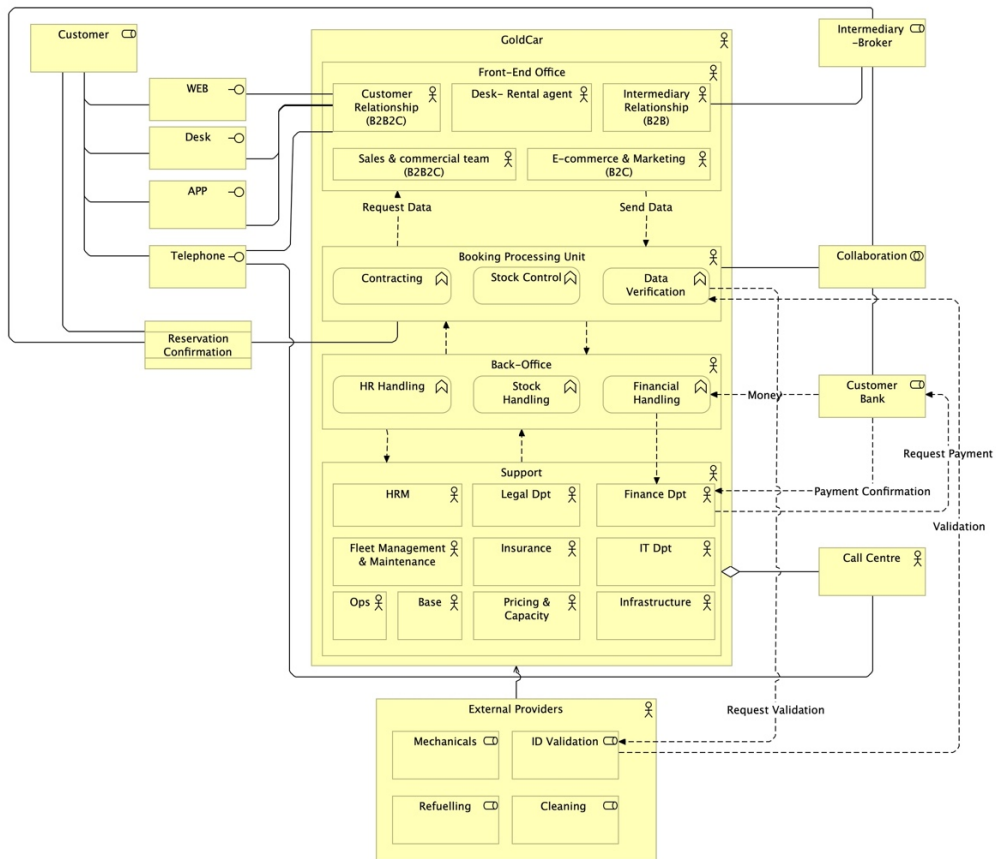 Customer
Intermediary
-Broker
GoldCar
Front-End Office
WEB
Customer
Relationship
(B2B2C)
Desk- Rental agent
Intermediary
Relationship
(B2B)
Desk
Sales & commercial team
(B2B2C)
E-commerce & Marketing
(B2C)
APP
Request Data
Send Data
Telephone
Booking Processing Unit
Collaboration
Contracting
Stock Control
Data
Verification
Reservation
Confirmation
Back-Office
HR Handling
Stock
Handling
Financial
Handling
Money
Customer
Bank
Request Payment
Support
HRM
Legal Dpt
Finance Dpt
Payment Confirmation
Validation
Fleet Management
& Maintenance
Insurance
IT Dpt
Call Centre
Ops
Base
Pricing &
Capacity
Infrastructure
External Providers
Request Validation
Mechanicals
ID Validation
Refuelling
Cleaning